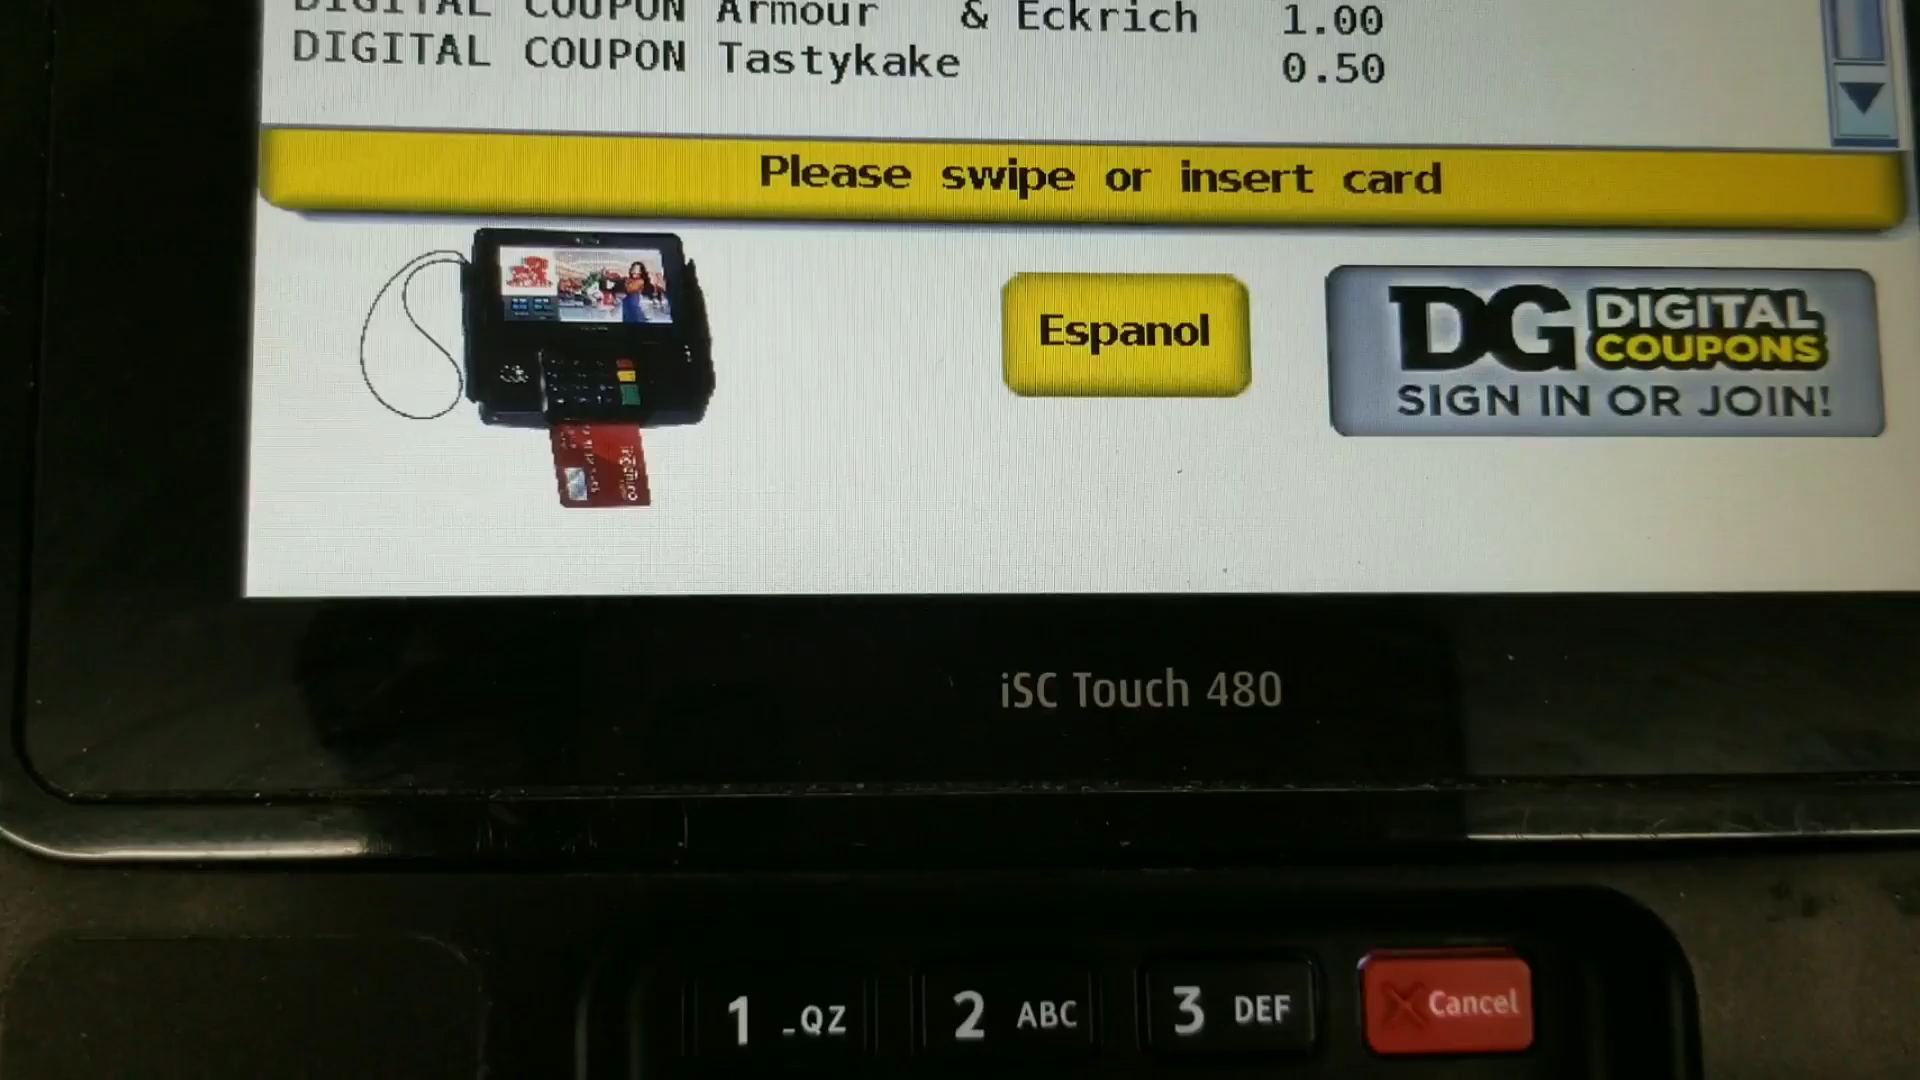 DIGITAL COUPON Armour & Eckrich 1.00
DIGITAL COUPON Tastykake 0.50
Please swipe or insert card
Espanol
DG DIGITAL COUPONS
SIGN IN OR JOIN!
iSC Touch 480
1 _QZ 2 ABC 3 DEF Cancel